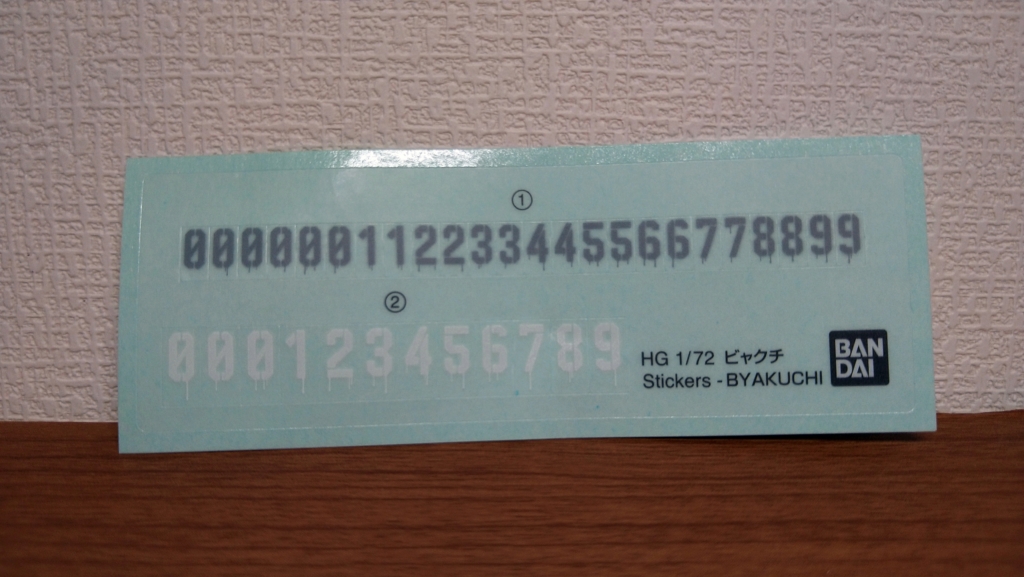 ①
000000112233445566778899
②
000123456789
HG 1/72 ビャクチ
Stickers - BYAKUCHI
BAN
DAI